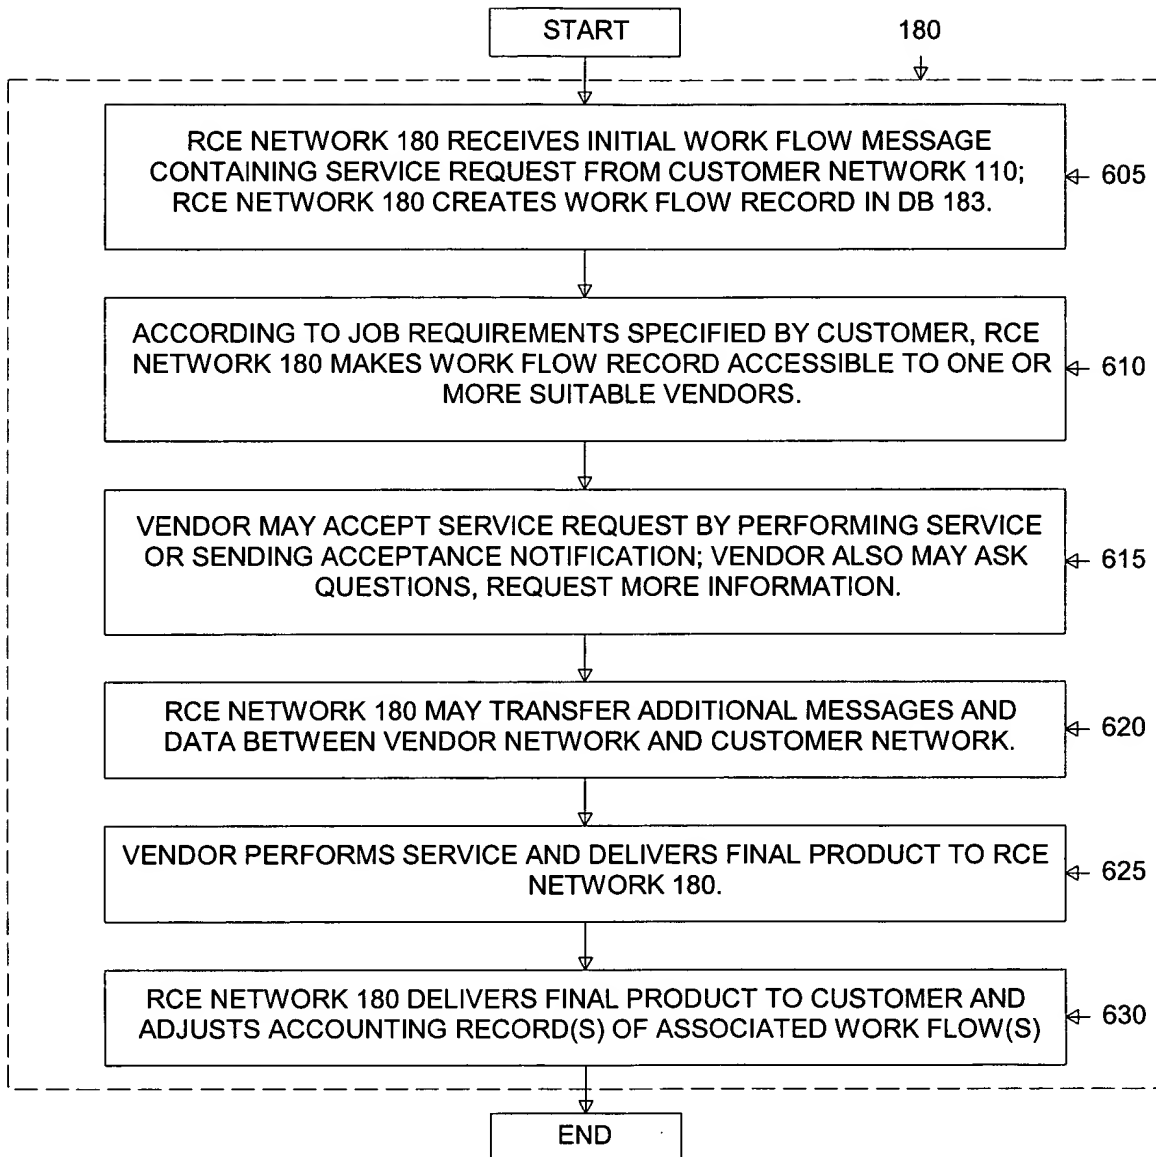 START
180
RCE NETWORK 180 RECEIVES INITIAL WORK FLOW MESSAGE
CONTAINING SERVICE REQUEST FROM CUSTOMER NETWORK 110;
RCE NETWORK 180 CREATES WORK FLOW RECORD IN DB 183.
605
ACCORDING TO JOB REQUIREMENTS SPECIFIED BY CUSTOMER, RCE
NETWORK 180 MAKES WORK FLOW RECORD ACCESSIBLE TO ONE OR
MORE SUITABLE VENDORS.
610
VENDOR MAY ACCEPT SERVICE REQUEST BY PERFORMING SERVICE
OR SENDING ACCEPTANCE NOTIFICATION; VENDOR ALSO MAY ASK
QUESTIONS, REQUEST MORE INFORMATION.
615
RCE NETWORK 180 MAY TRANSFER ADDITIONAL MESSAGES AND
DATA BETWEEN VENDOR NETWORK AND CUSTOMER NETWORK.
620
VENDOR PERFORMS SERVICE AND DELIVERS FINAL PRODUCT TO RCE
NETWORK 180.
625
RCE NETWORK 180 DELIVERS FINAL PRODUCT TO CUSTOMER AND
ADJUSTS ACCOUNTING RECORD(S) OF ASSOCIATED WORK FLOW(S)
630
END